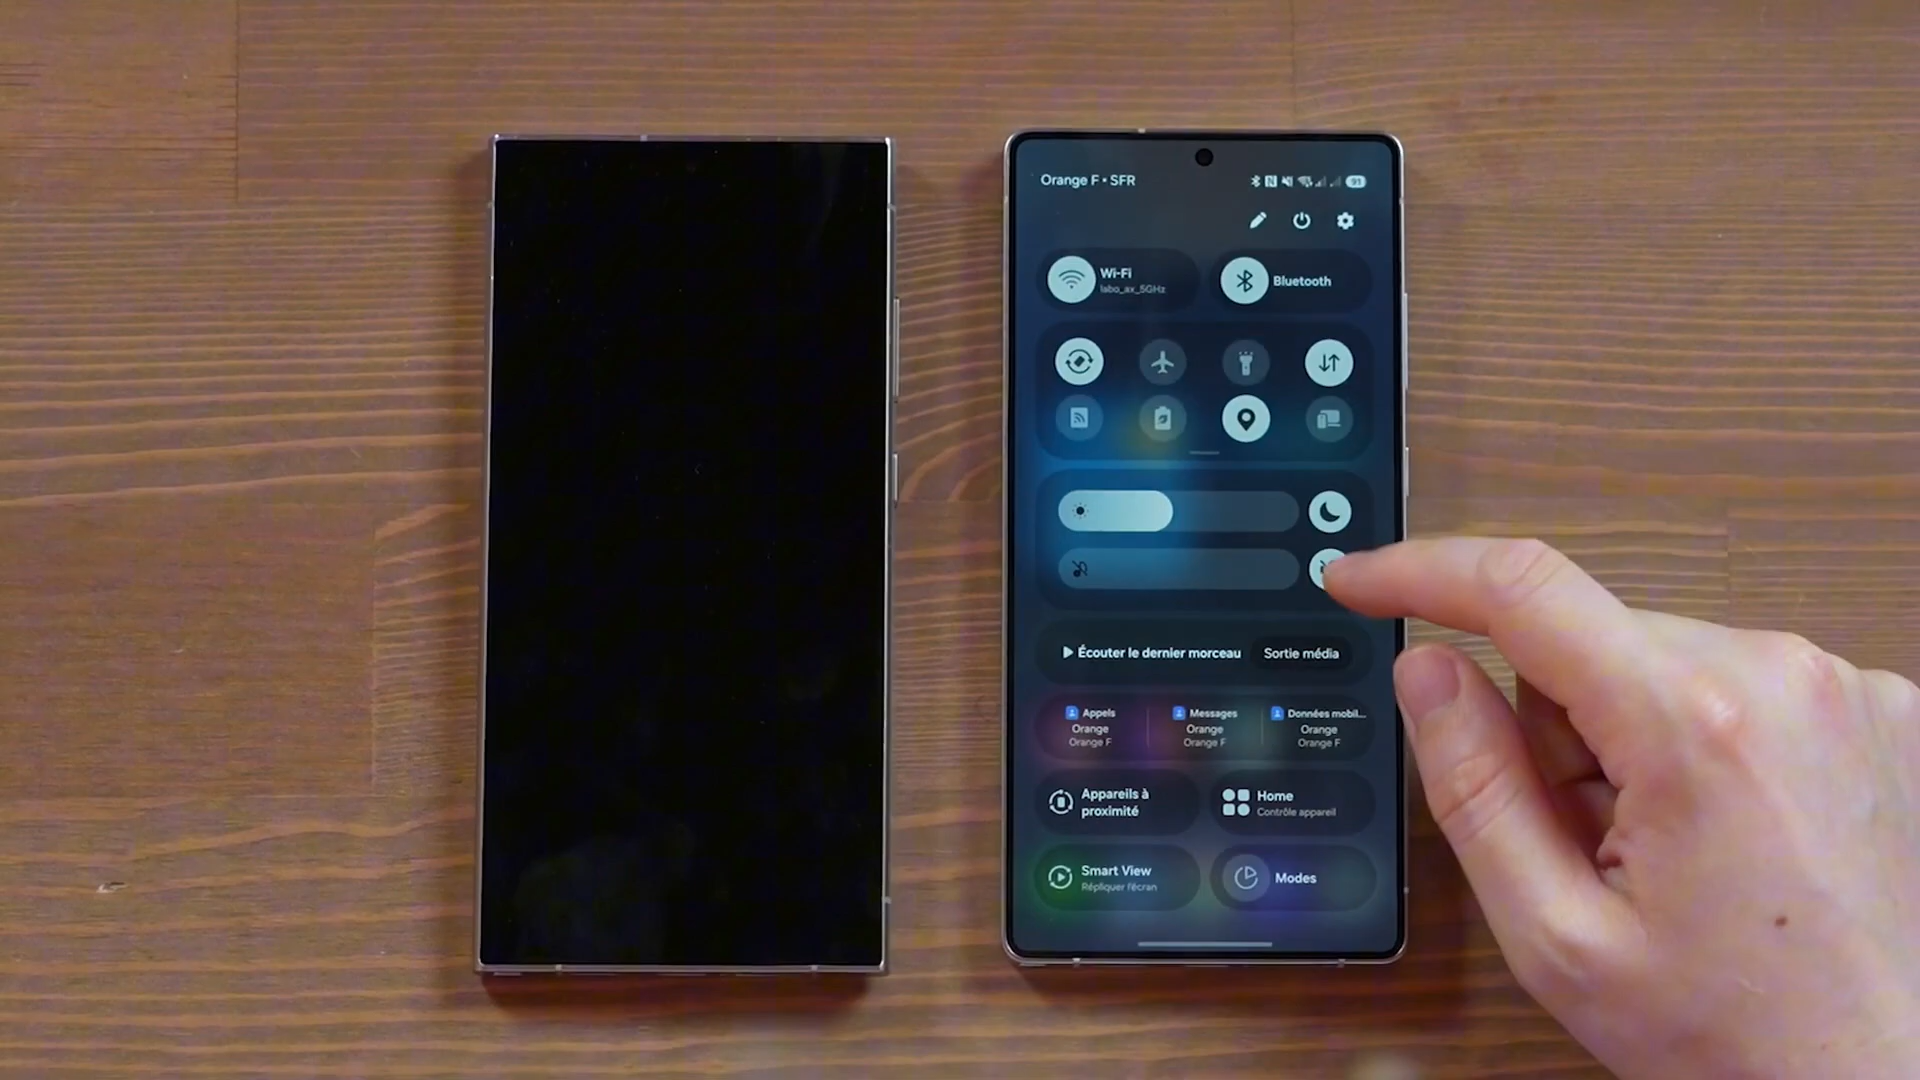 Orange F • SFR
91
Wi-Fi
labo_ax_5GHz
Bluetooth
Écouter le dernier morceau
Sortie média
Appels
Orange
Orange F
Messages
Orange
Orange F
Données mobil...
Orange
Orange F
Appareils à
proximité
Home
Contrôle appareil
Smart View
Répliquer l'écran
Modes